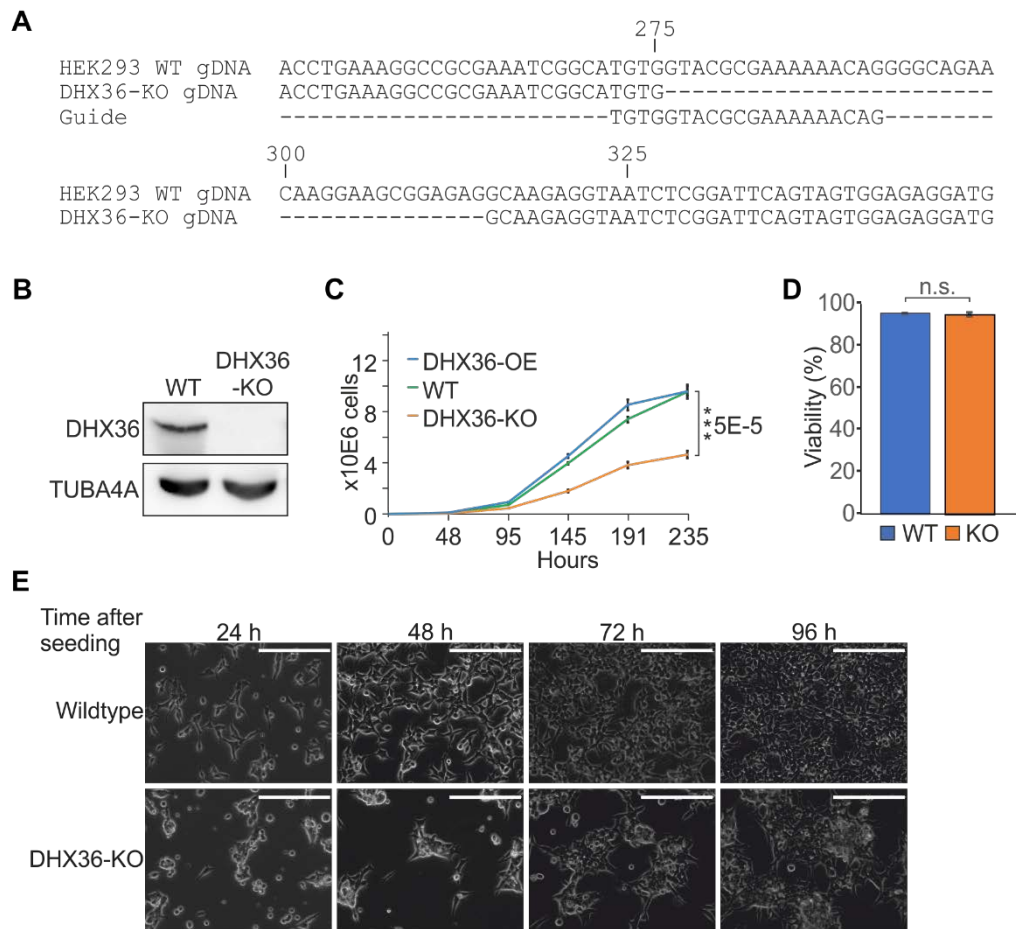 A
275
HEK293 WT gDNA ACCTGAAAGGCCGCGAAATCGGCATGTGGTACGCGAAAAAACAGGGGCAGAA
DHX36-KO gDNA ACCTGAAAGGCCGCGAAATCGGCATGTG------------------------
Guide ------------------------TGTGGTACGCGAAAAAACAG--------
300 325
HEK293 WT gDNA CAAGGAAGCGGAGAGGCAAGAGGTAATCTCGGATTCAGTAGTGGAGAGGATG
DHX36-KO gDNA ---------------GCAAGAGGTAATCTCGGATTCAGTAGTGGAGAGGATG
B
WT DHX36
-KO
DHX36
TUBA4A
C
x10E6 cells
12
8
4
0
DHX36-OE
WT
DHX36-KO
*** 5E-5
0 48 95 145 191 235
Hours
D
n.s.
Viability (%)
100
80
60
40
20
0
WT KO
E
Time after
seeding
24 h 48 h 72 h 96 h
Wildtype
DHX36-KO